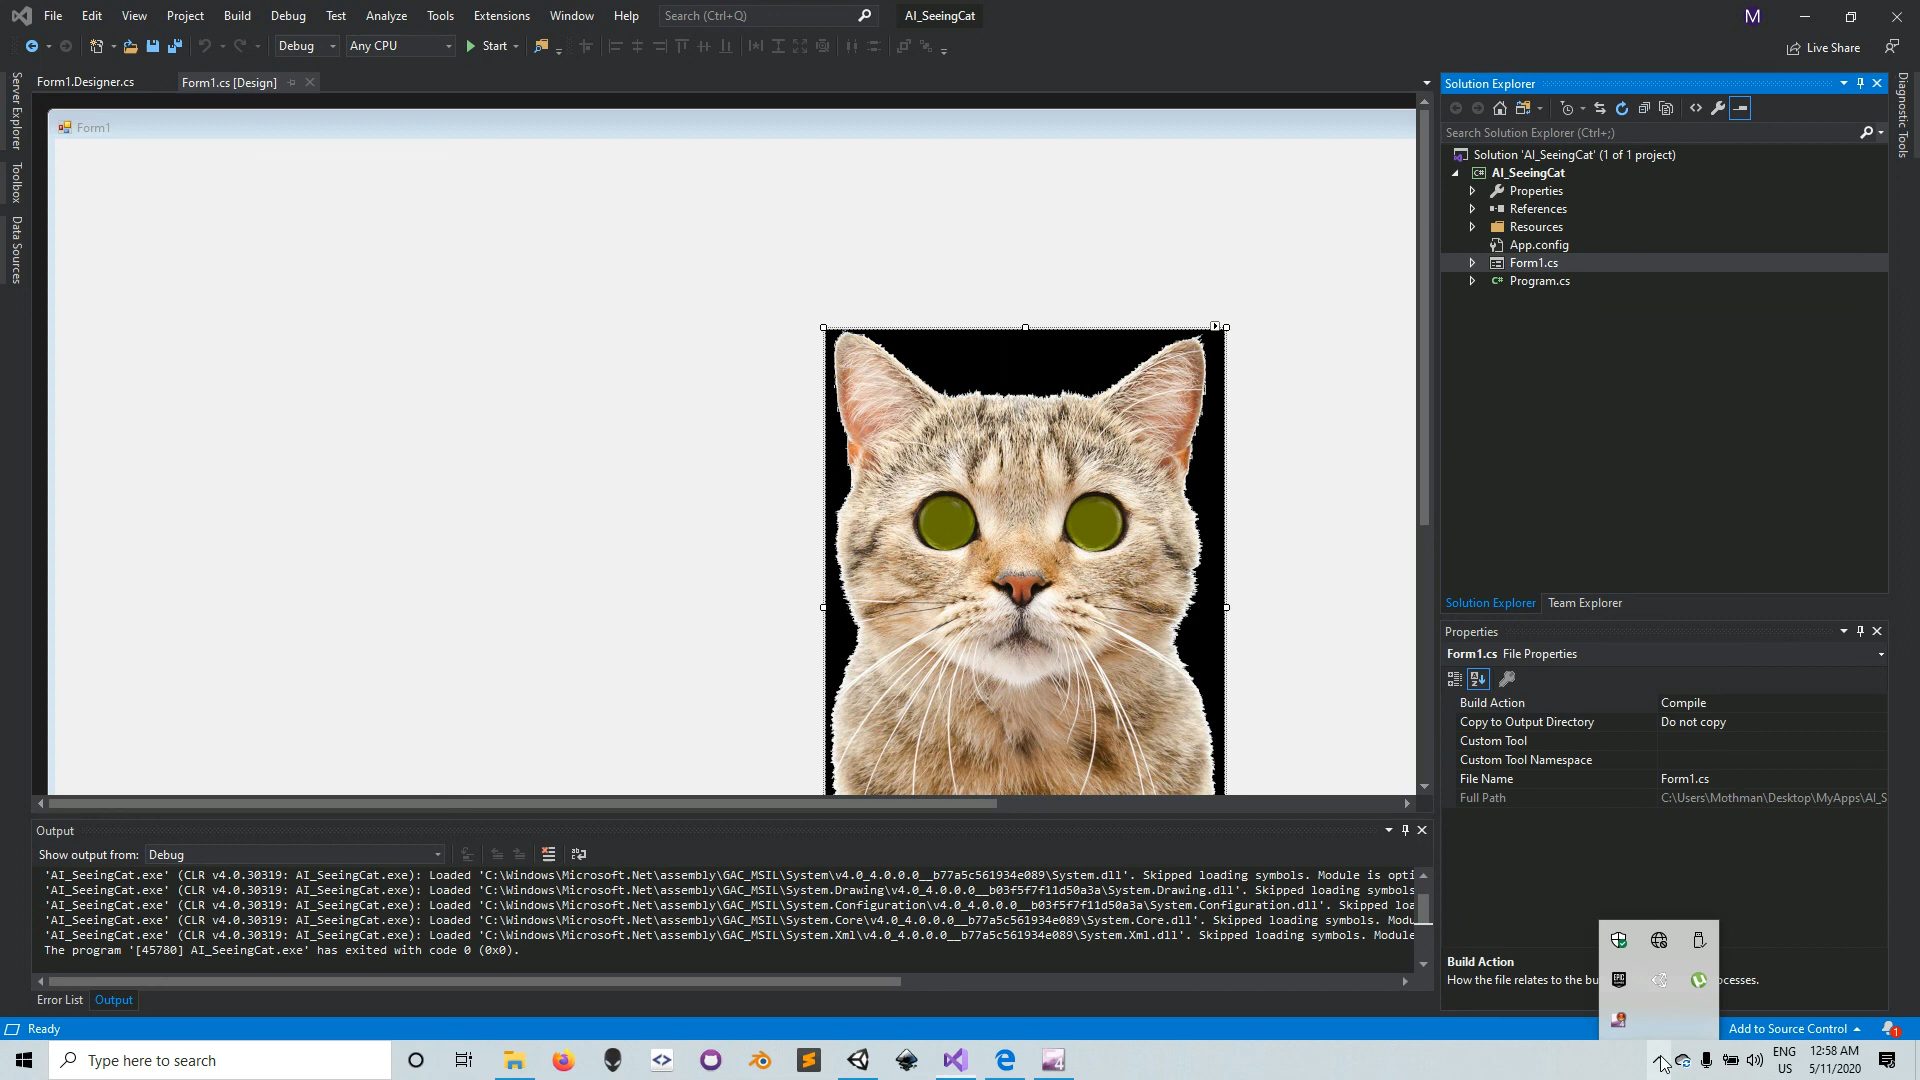 File Edit View Project Build Debug Test Analyze Tools Extensions Window Help Search (Ctrl+Q) AI_SeeingCat M
Debug Any CPU Start Live Share
Form1.Designer.cs Form1.cs [Design]
Server Explorer
Toolbox
Data Sources
Form1
Solution Explorer
Search Solution Explorer (Ctrl+;)
Solution 'AI_SeeingCat' (1 of 1 project)
C# AI_SeeingCat
Properties
References
Resources
App.config
Form1.cs
C# Program.cs
Solution Explorer Team Explorer
Diagnostic Tools
Properties
Form1.cs File Properties
Build Action Compile
Copy to Output Directory Do not copy
Custom Tool
Custom Tool Namespace
File Name Form1.cs
Full Path C:\Users\Mothman\Desktop\MyApps\AI_S
Build Action
How the file relates to the bu ocesses.
Output
Show output from: Debug
'AI_SeeingCat.exe' (CLR v4.0.30319: AI_SeeingCat.exe): Loaded 'C:\Windows\Microsoft.Net\assembly\GAC_MSIL\System\v4.0_4.0.0.0__b77a5c561934e089\System.dll'. Skipped loading symbols. Module is opti
'AI_SeeingCat.exe' (CLR v4.0.30319: AI_SeeingCat.exe): Loaded 'C:\Windows\Microsoft.Net\assembly\GAC_MSIL\System.Drawing\v4.0_4.0.0.0__b03f5f7f11d50a3a\System.Drawing.dll'. Skipped loading symbols
'AI_SeeingCat.exe' (CLR v4.0.30319: AI_SeeingCat.exe): Loaded 'C:\Windows\Microsoft.Net\assembly\GAC_MSIL\System.Configuration\v4.0_4.0.0.0__b03f5f7f11d50a3a\System.Configuration.dll'. Skipped loa
'AI_SeeingCat.exe' (CLR v4.0.30319: AI_SeeingCat.exe): Loaded 'C:\Windows\Microsoft.Net\assembly\GAC_MSIL\System.Core\v4.0_4.0.0.0__b77a5c561934e089\System.Core.dll'. Skipped loading symbols. Modu
'AI_SeeingCat.exe' (CLR v4.0.30319: AI_SeeingCat.exe): Loaded 'C:\Windows\Microsoft.Net\assembly\GAC_MSIL\System.Xml\v4.0_4.0.0.0__b77a5c561934e089\System.Xml.dll'. Skipped loading symbols. Module
The program '[45780] AI_SeeingCat.exe' has exited with code 0 (0x0).
Error List Output
EPIC
Ready Add to Source Control 1
Type here to search 4 ENG 12:58 AM
US 5/11/2020